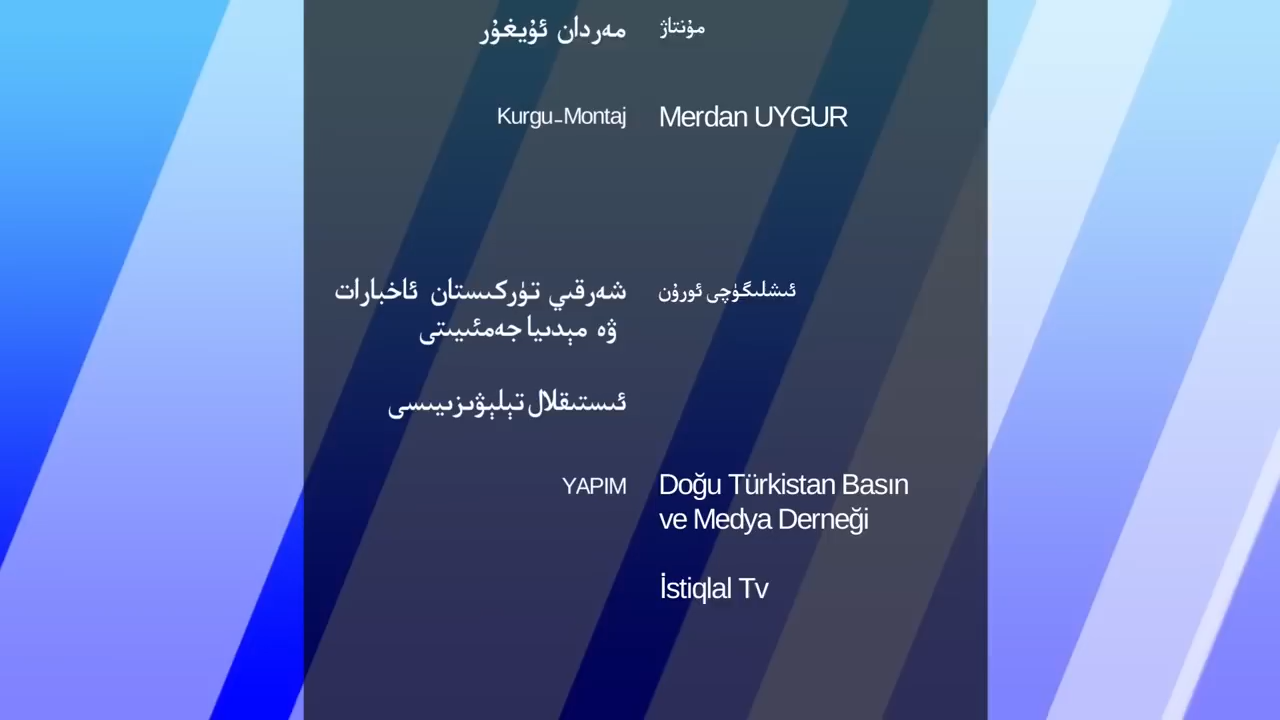 مۇنتاژ مەردان ئۇيغۇر
Kurgu-Montaj Merdan UYGUR
ئىشلىگۈچى ئورۇن شەرقىي تۈركىستان ئاخبارات
ۋە مېدىيا جەمئىيىتى
ئىستىقلال تېلېۋىزىيىسى
YAPIM Doğu Türkistan Basın
ve Medya Derneği
İstiqlal Tv